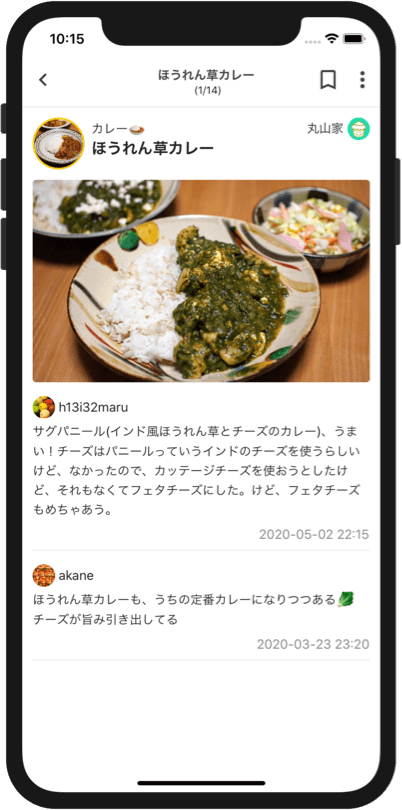 10:15
ほうれん草カレー
(1/14)
カレー🍛
丸山家
ほうれん草カレー
h13i32maru
サグパニール(インド風ほうれん草とチーズのカレー)、うま
い！チーズはパニールっていうインドのチーズを使うらしい
けど、なかったので、カッテージチーズを使おうとしたけ
ど、それもなくてフェタチーズにした。けど、フェタチーズ
もめちゃあう。
2020-05-02 22:15
akane
ほうれん草カレーも、うちの定番カレーになりつつある🥬
チーズが旨み引き出してる
2020-03-23 23:20